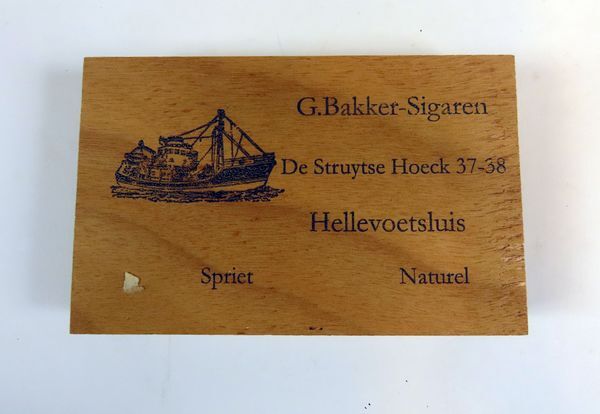 G.Bakker-Sigaren
De Struytse Hoeck 37-38
Hellevoetsluis
Spriet Naturel